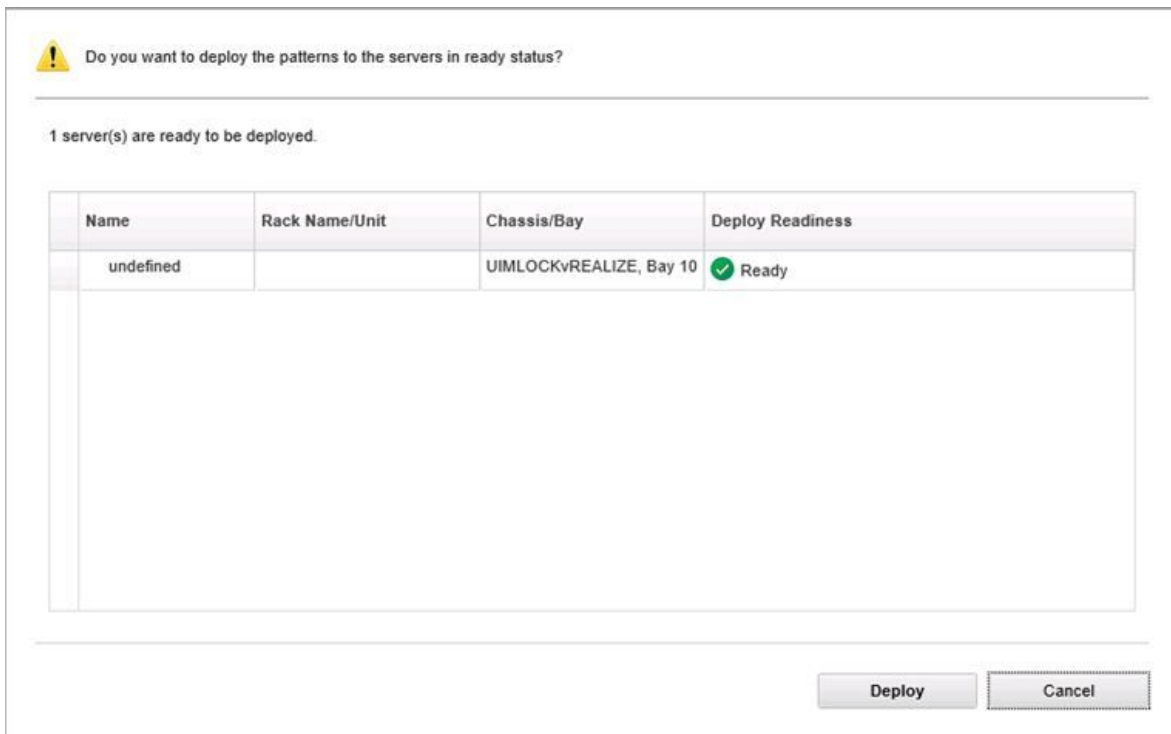 Do you want to deploy the patterns to the servers in ready status?
1 server(s) are ready to be deployed.
Name Rack Name/Unit Chassis/Bay Deploy Readiness
undefined UIMLOCKvREALIZE, Bay 10 Ready
Deploy Cancel